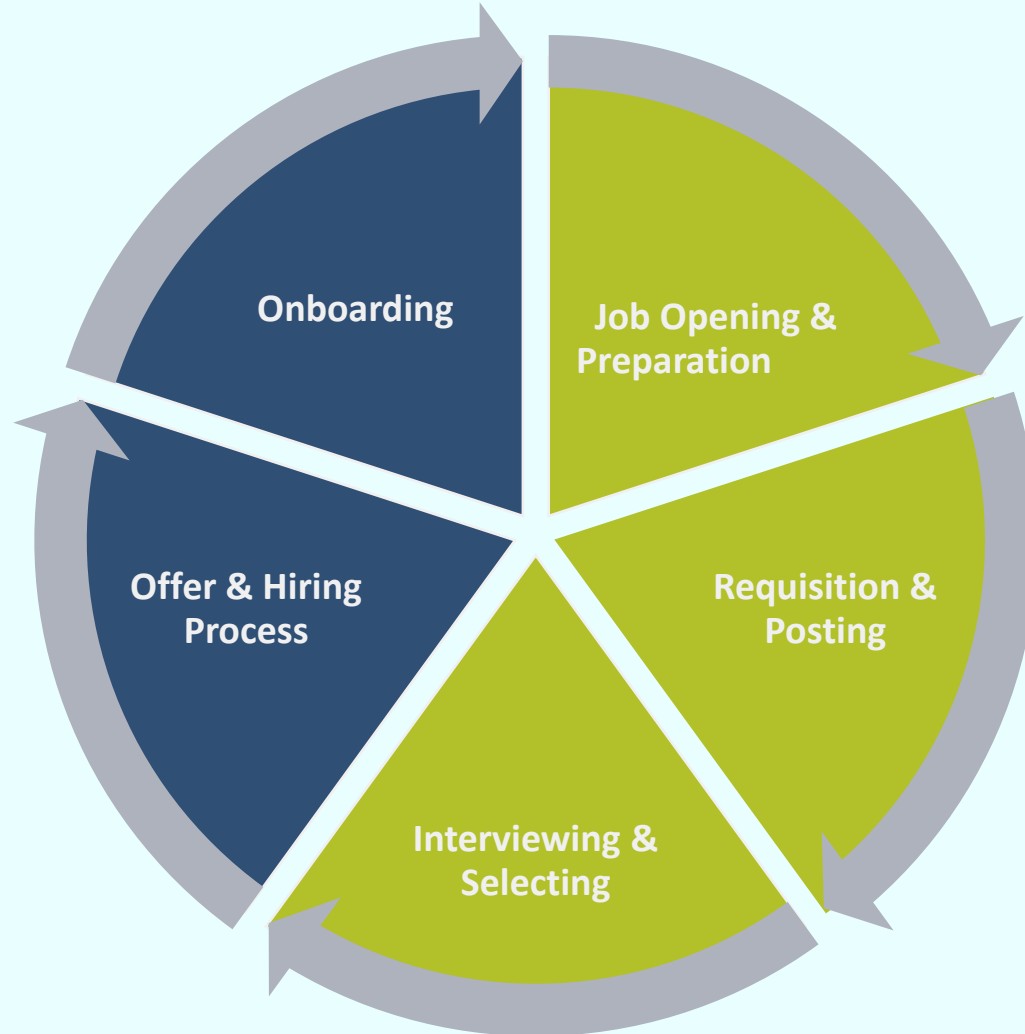 Job Opening &
Preparation
Requisition &
Posting
Interviewing &
Selecting
Offer & Hiring
Process
Onboarding